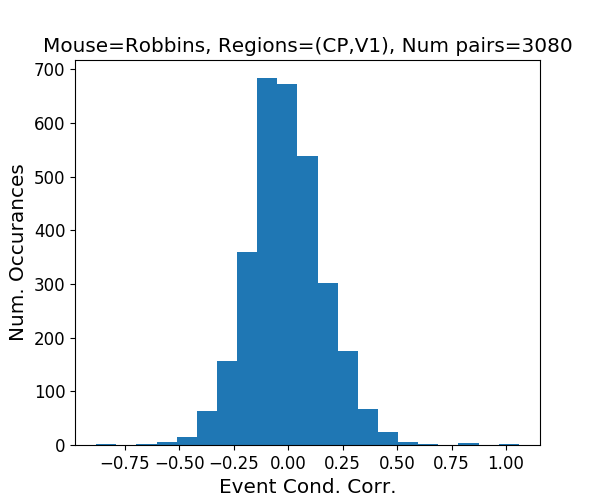 Mouse=Robbins, Regions=(CP,V1), Num pairs=3080
700
600
500
400
300
200
100
0
Num. Occurances
−0.75 −0.50 −0.25 0.00 0.25 0.50 0.75 1.00
Event Cond. Corr.